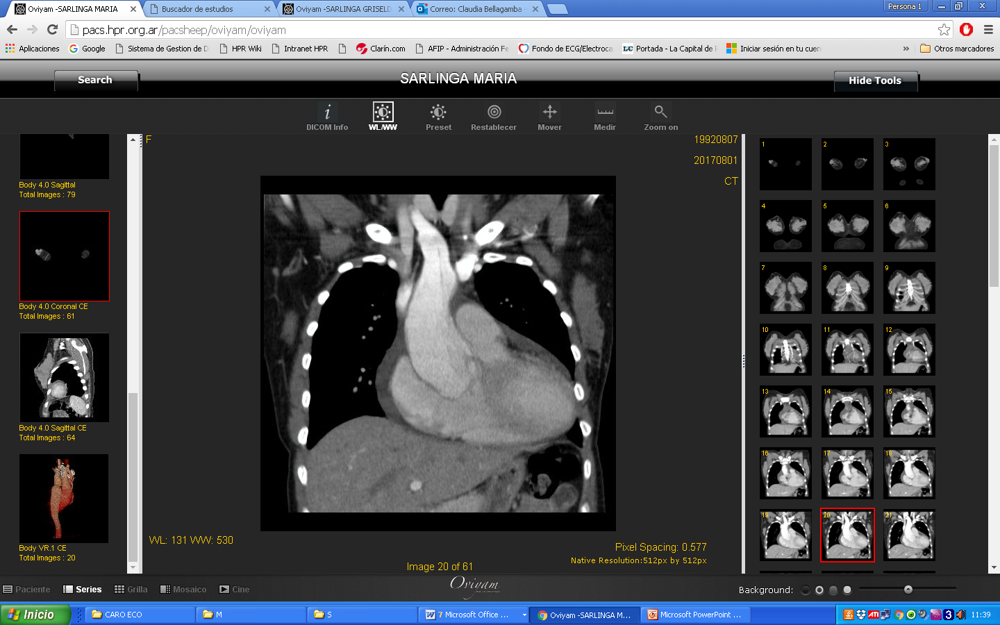 Oviyam -SARLINGA MARIA
Buscador de estudios
Oviyam -SARLINGA GRISELD
Correo: Claudia Bellagamba -
Persona 1
pacs.hpr.org.ar/pacsheep/oviyam/oviyam
Aplicaciones
Google
Sistema de Gestion de D
HPR Wiki
Intranet HPR
Clarín.com
AFIP - Administración Fe
Fondo de ECG/Electroca
LC Portada - La Capital de R
Iniciar sesión en tu cuen
»
Otros marcadores
Search
SARLINGA MARIA
Hide Tools
DICOM Info
WL/WW
Preset
Restablecer
Mover
Medir
Zoom on
Body 4.0 Sagittal
Total Images : 79
Body 4.0 Coronal CE
Total Images : 61
Body 4.0 Sagittal CE
Total Images : 64
Body VR.1 CE
Total Images : 20
F
19920807
20170801
CT
WL: 131 WW: 530
Pixel Spacing: 0.577
Native Resolution:512px by 512px
Image 20 of 61
1 2 3
4 5 6
7 8 9
10 11 12
13 14 15
16 17 18
19 20 21
Paciente
Series
Grilla
Mosaico
Cine
Oviyam
Background:
Inicio
CARO ECO
M
S
7 Microsoft Office ...
Oviyam -SARLINGA M...
Microsoft PowerPoint ...
ATI
3
11:39